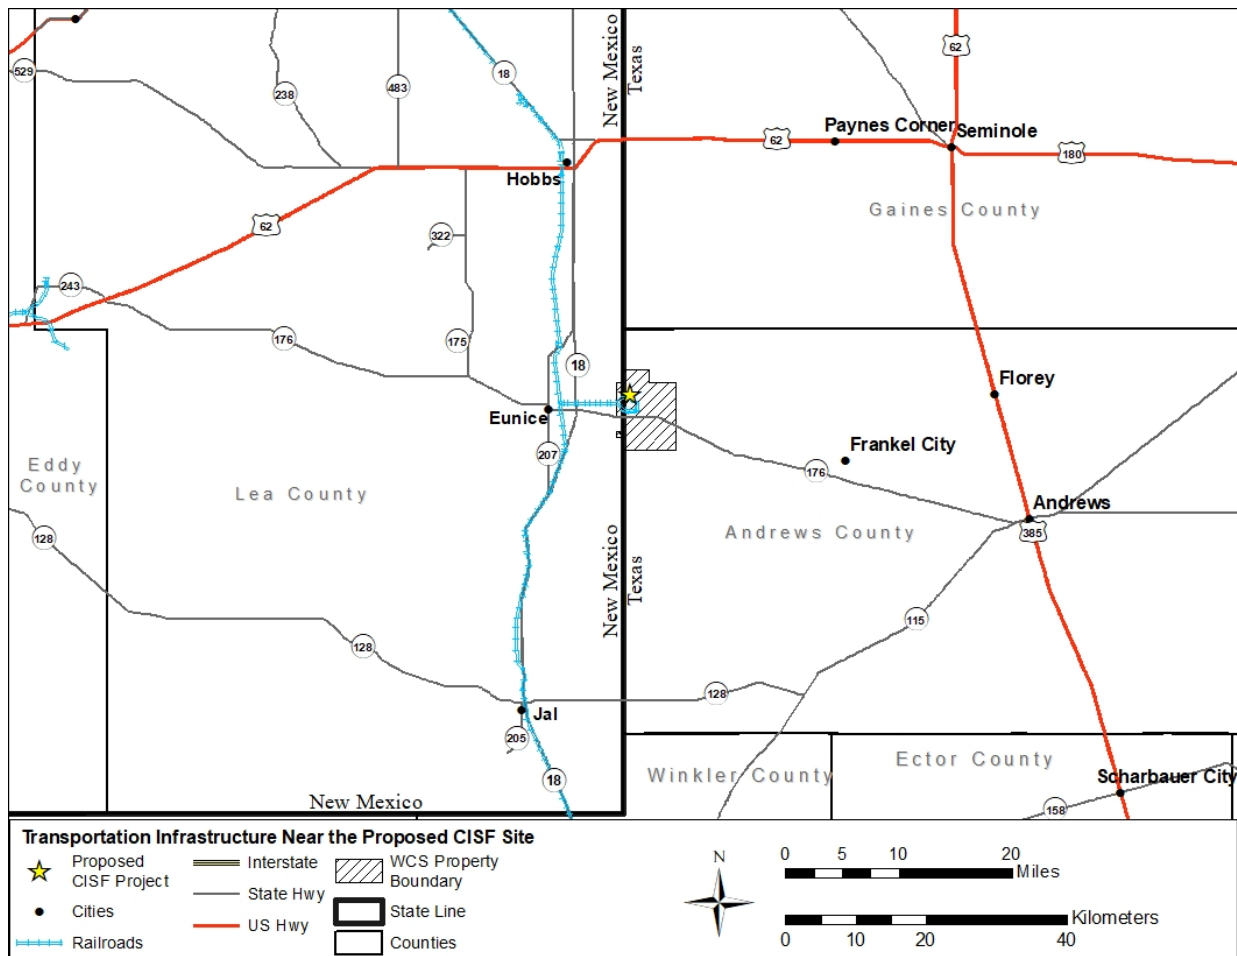 New Mexico
Texas
62
529
18
238
483
Paynes Corner
Seminole
62
180
Hobbs
Gaines County
62
322
243
176
175
18
Florey
Eunice
Frankel City
207
176
Eddy
County
Lea County
Andrews
128
Andrews County
385
New Mexico
Texas
115
128
128
Jal
205
Ector County
Winkler County
18
Scharbauer City
New Mexico
158
Transportation Infrastructure Near the Proposed CISF Site
Proposed
CISF Project
Cities
Railroads
Interstate
State Hwy
US Hwy
WCS Property
Boundary
State Line
Counties
N
0 5 10 20
Miles
Kilometers
0 10 20 40